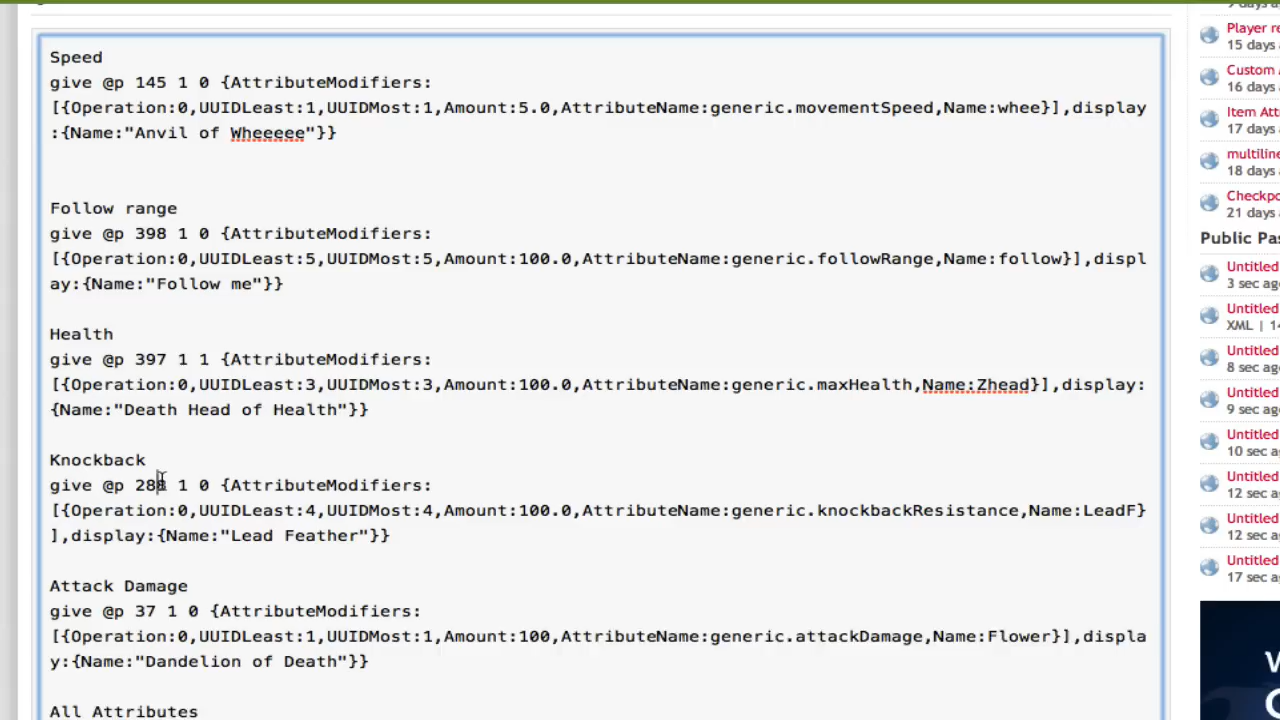 Speed
give @p 145 1 0 {AttributeModifiers:
[{Operation:0,UUIDLeast:1,UUIDMost:1,Amount:5.0,AttributeName:generic.movementSpeed,Name:whee}],display
:{Name:"Anvil of Wheeeee"}}
Follow range
give @p 398 1 0 {AttributeModifiers:
[{Operation:0,UUIDLeast:5,UUIDMost:5,Amount:100.0,AttributeName:generic.followRange,Name:follow}],displ
ay:{Name:"Follow me"}}
Health
give @p 397 1 1 {AttributeModifiers:
[{Operation:0,UUIDLeast:3,UUIDMost:3,Amount:100.0,AttributeName:generic.maxHealth,Name:Zhead}],display:
{Name:"Death Head of Health"}}
Knockback
give @p 288 1 0 {AttributeModifiers:
[{Operation:0,UUIDLeast:4,UUIDMost:4,Amount:100.0,AttributeName:generic.knockbackResistance,Name:LeadF}
],display:{Name:"Lead Feather"}}
Attack Damage
give @p 37 1 0 {AttributeModifiers:
[{Operation:0,UUIDLeast:1,UUIDMost:1,Amount:100,AttributeName:generic.attackDamage,Name:Flower}],displa
y:{Name:"Dandelion of Death"}}
All Attributes
Player re
15 days
Custom
16 days
Item Att
17 days
multiline
18 days
Checkpo
21 days
Public Pas
Untitled
3 sec ago
Untitled
XML | 14
Untitled
8 sec ago
Untitled
9 sec ago
Untitled
10 sec a
Untitled
12 sec a
Untitled
12 sec a
Untitled
17 sec a